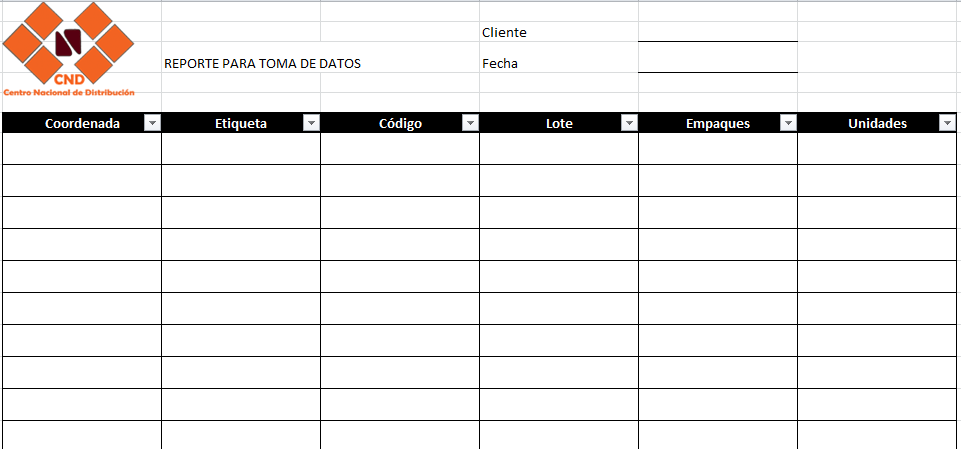 Cliente
REPORTE PARA TOMA DE DATOS Fecha
CND
Centro Nacional de Distribución
Coordenada Etiqueta Código Lote Empaques Unidades